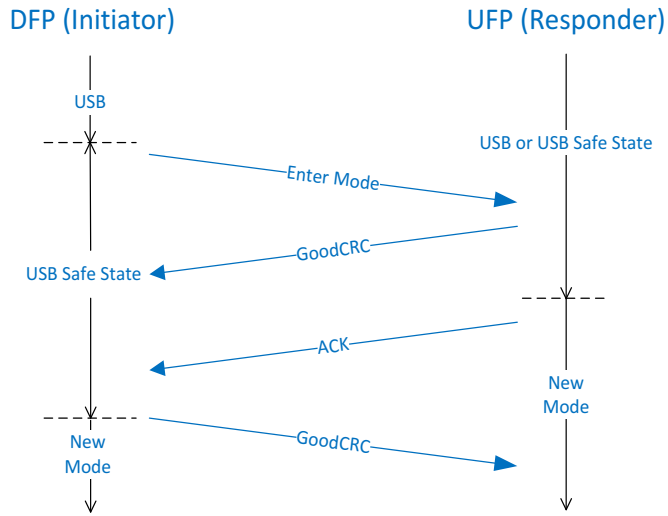 DFP (Initiator)
UFP (Responder)
USB
USB or USB Safe State
Enter Mode
GoodCRC
USB Safe State
ACK
New
Mode
GoodCRC
New
Mode